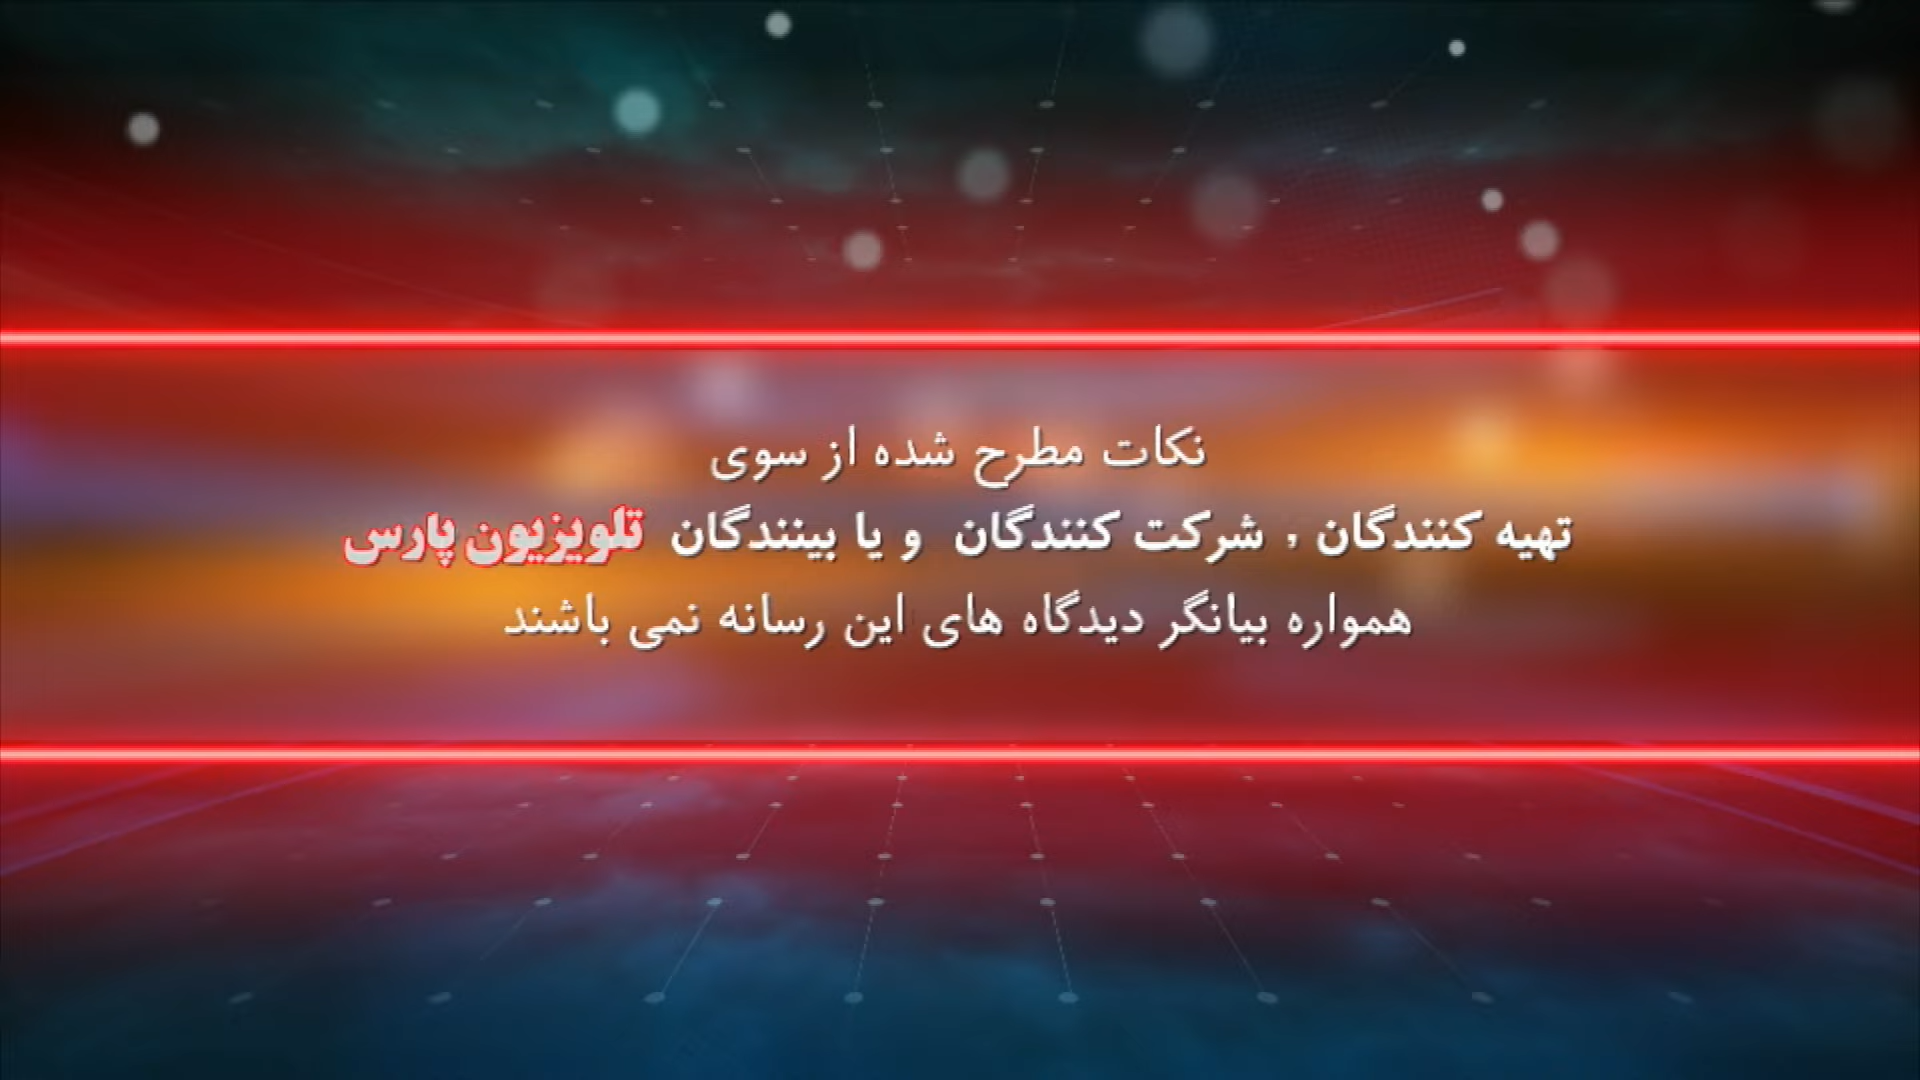 نکات مطرح شده از سوی
تهیه کنندگان , شرکت کنندگان و یا بینندگان تلویزیون پارس
همواره بیانگر دیدگاه های این رسانه نمی باشند